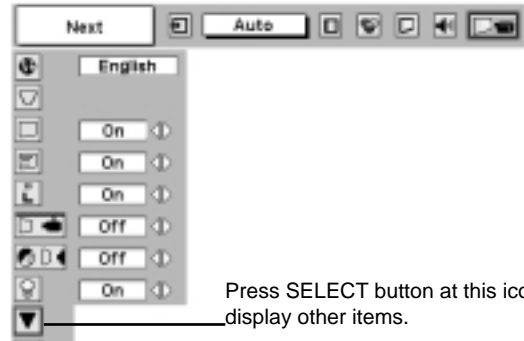 Next
Auto
English
On
On
On
Off
Off
On
Press SELECT button at this ico
display other items.